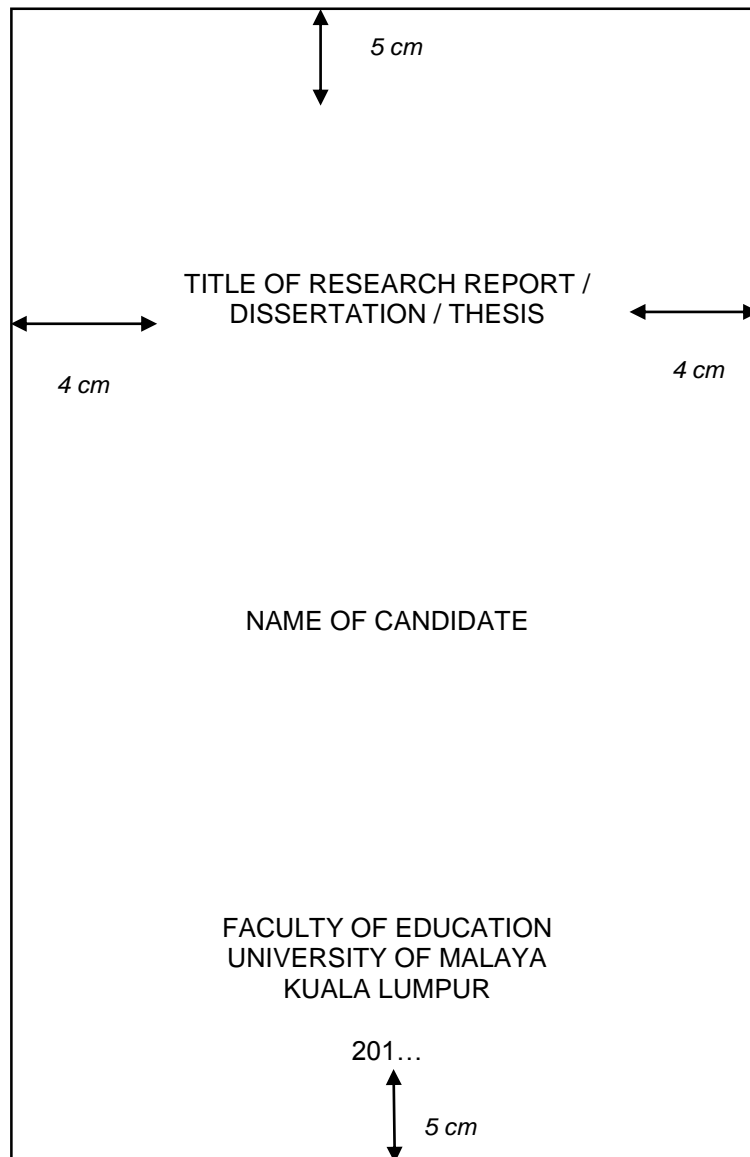 5 cm
TITLE OF RESEARCH REPORT /
DISSERTATION / THESIS
4 cm
4 cm
NAME OF CANDIDATE
FACULTY OF EDUCATION
UNIVERSITY OF MALAYA
KUALA LUMPUR
201…
5 cm